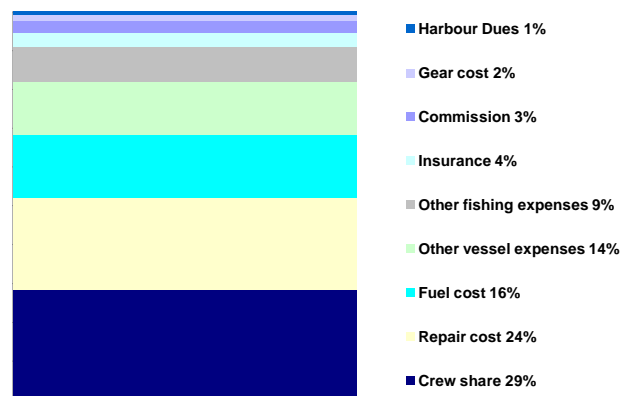 Harbour Dues 1%
Gear cost 2%
Commission 3%
Insurance 4%
Other fishing expenses 9%
Other vessel expenses 14%
Fuel cost 16%
Repair cost 24%
Crew share 29%